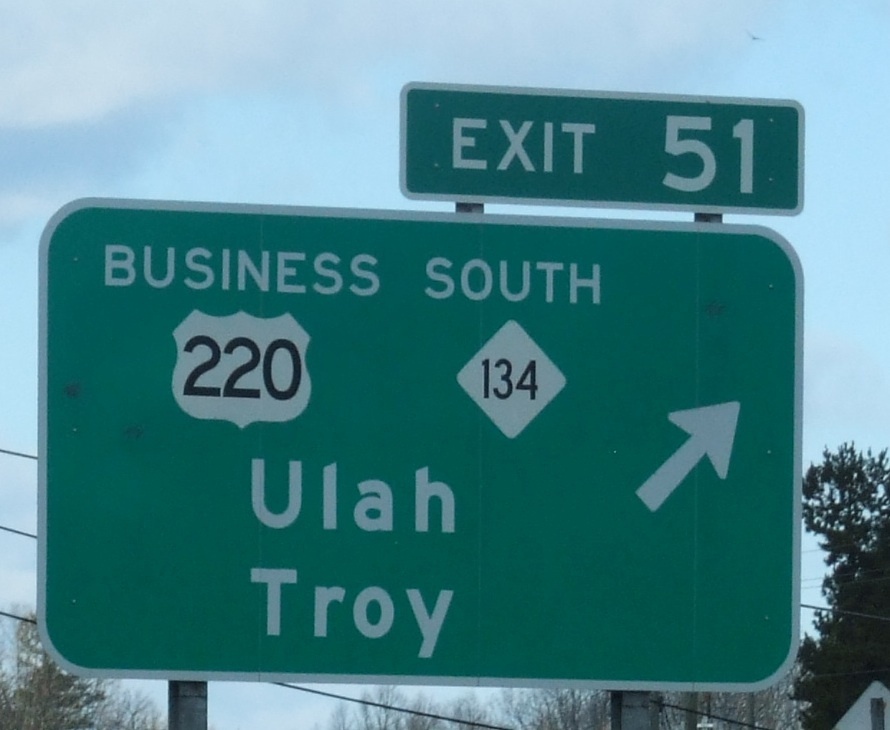 EXIT 51
BUSINESS SOUTH
220 134
Ulah
Troy